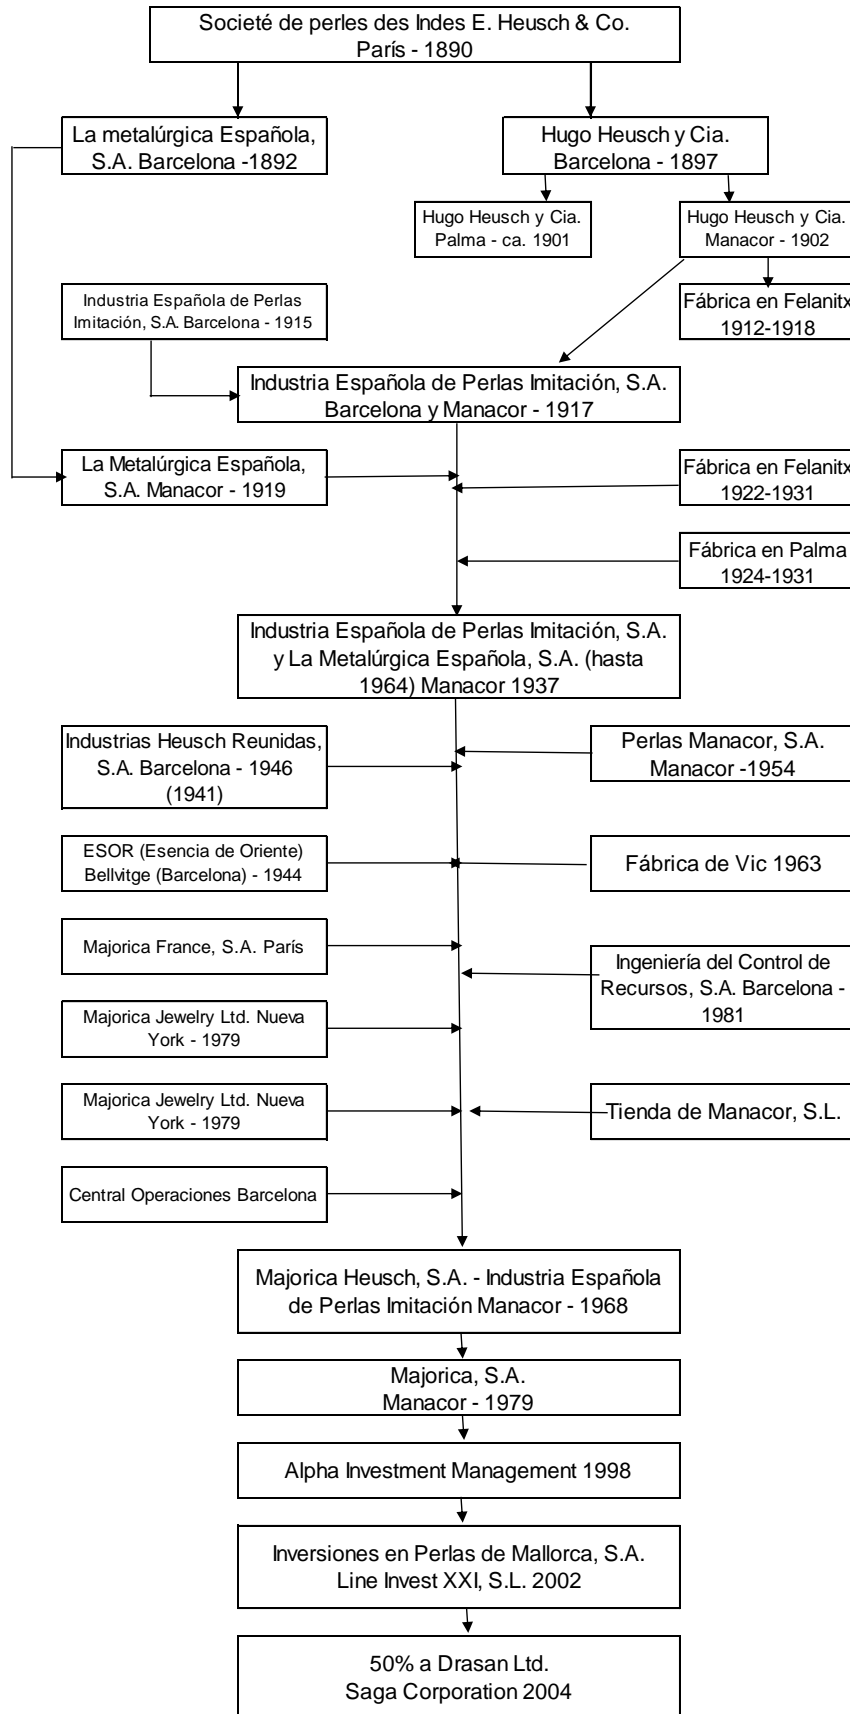 Societé de perles des Indes E. Heusch & Co.
París - 1890
La metalúrgica Española,
S.A. Barcelona -1892
Hugo Heusch y Cia.
Barcelona - 1897
Hugo Heusch y Cia.
Palma - ca. 1901
Hugo Heusch y Cia.
Manacor - 1902
Industria Española de Perlas
Imitación, S.A. Barcelona - 1915
Fábrica en Felanitx
1912-1918
Industria Española de Perlas Imitación, S.A.
Barcelona y Manacor - 1917
La Metalúrgica Española,
S.A. Manacor - 1919
Fábrica en Felanitx
1922-1931
Fábrica en Palma
1924-1931
Industria Española de Perlas Imitación, S.A.
y La Metalúrgica Española, S.A. (hasta
1964) Manacor 1937
Industrias Heusch Reunidas,
S.A. Barcelona - 1946
(1941)
Perlas Manacor, S.A.
Manacor -1954
ESOR (Esencia de Oriente)
Bellvitge (Barcelona) - 1944
Fábrica de Vic 1963
Majorica France, S.A. París
Ingeniería del Control de
Recursos, S.A. Barcelona -
1981
Majorica Jewelry Ltd. Nueva
York - 1979
Majorica Jewelry Ltd. Nueva
York - 1979
Tienda de Manacor, S.L.
Central Operaciones Barcelona
Majorica Heusch, S.A. - Industria Española
de Perlas Imitación Manacor - 1968
Majorica, S.A.
Manacor - 1979
Alpha Investment Management 1998
Inversiones en Perlas de Mallorca, S.A.
Line Invest XXI, S.L. 2002
50% a Drasan Ltd.
Saga Corporation 2004